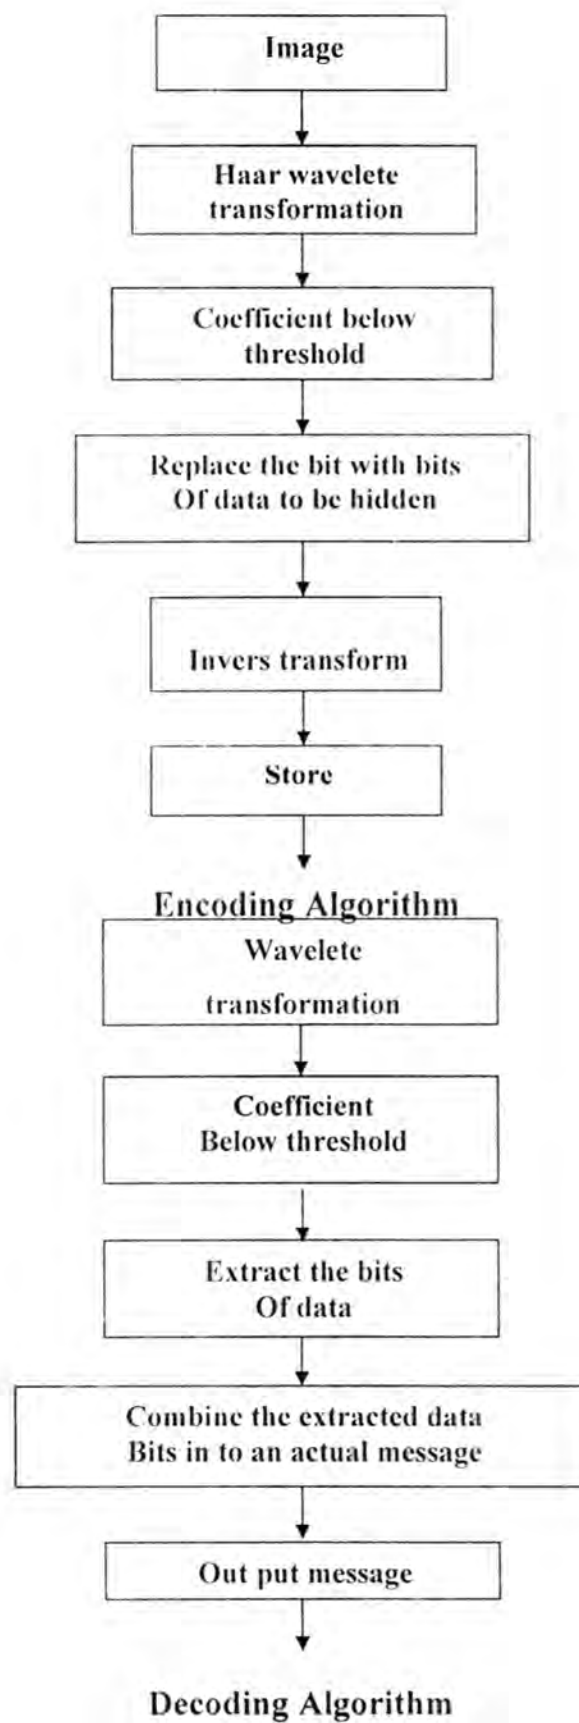 Image
Haar wavelete
transformation
Coefficient below
threshold
Replace the bit with bits
Of data to be hidden
Invers transform
Store
Encoding Algorithm
Wavelete
transformation
Coefficient
Below threshold
Extract the bits
Of data
Combine the extracted data
Bits in to an actual message
Out put message
Decoding Algorithm